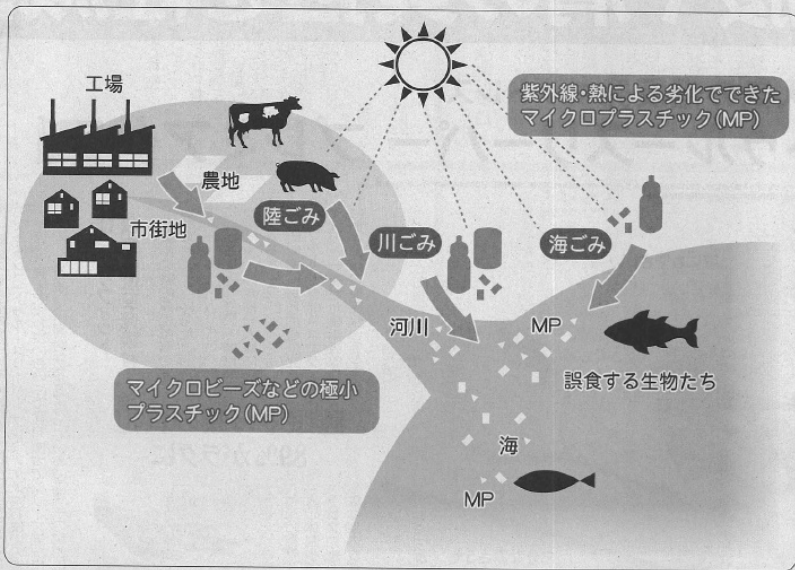 工場
紫外線・熱による劣化でできた
マイクロプラスチック(MP)
農地
陸ごみ
市街地
川ごみ
海ごみ
河川
MP
誤食する生物たち
マイクロビーズなどの極小
プラスチック(MP)
海
MP